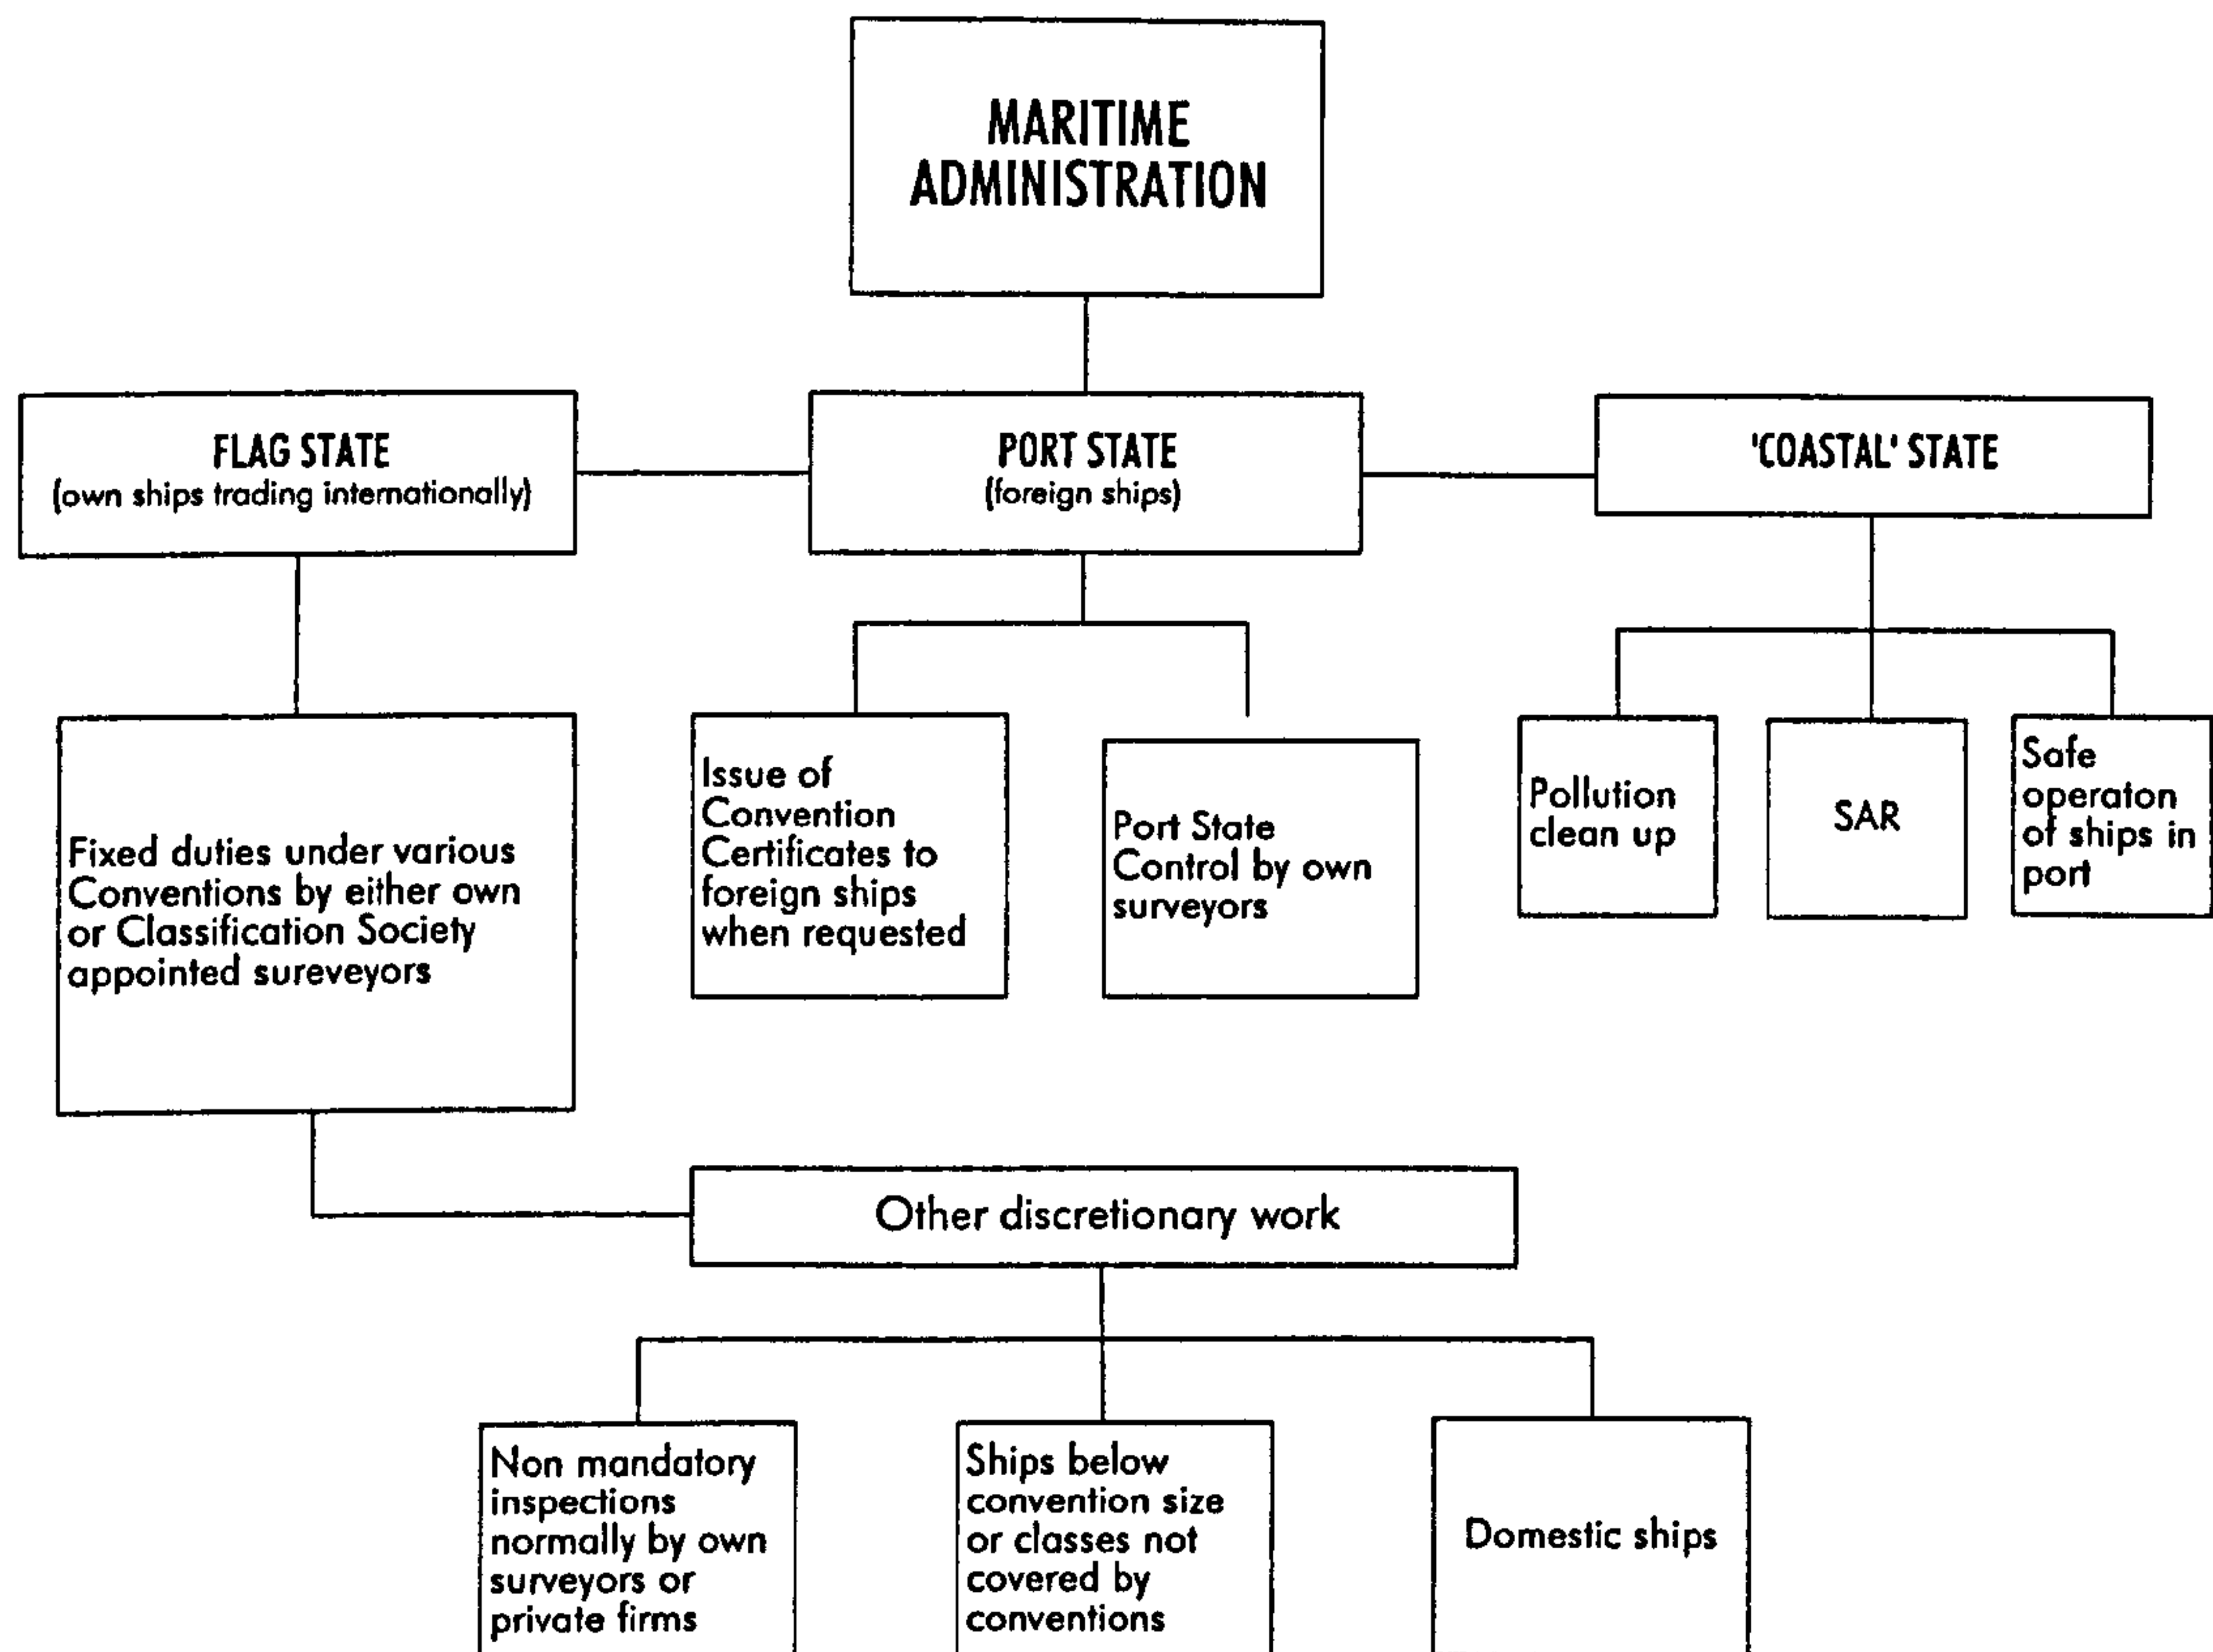 MARITIME
ADMINISTRATION
FLAG STATE
(own ships trading internationally)
PORT STATE
(foreign ships)
'COASTAL' STATE
Fixed duties under various
Conventions by either own
or Classification Society
appointed sureveyors
Issue of
Convention
Certificates to
foreign ships
when requested
Port State
Control by own
surveyors
Pollution
clean up
SAR
Safe
operaton
of ships in
port
Other discretionary work
Non mandatory
inspections
normally by own
surveyors or
private firms
Ships below
convention size
or classes not
covered by
conventions
Domestic ships